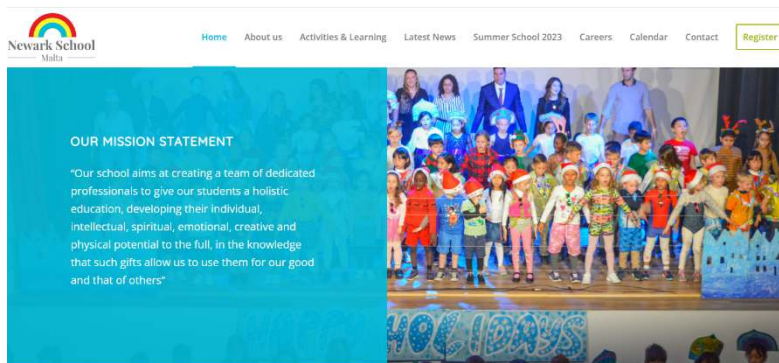 Newark School
Malta
Home About us Activities & Learning Latest News Summer School 2023 Careers Calendar Contact Register
OUR MISSION STATEMENT
“Our school aims at creating a team of dedicated
professionals to give our students a holistic
education, developing their individual,
intellectual, spiritual, emotional, creative and
physical potential to the full, in the knowledge
that such gifts allow us to use them for our good
and that of others”
HAPPY HOLIDAYS